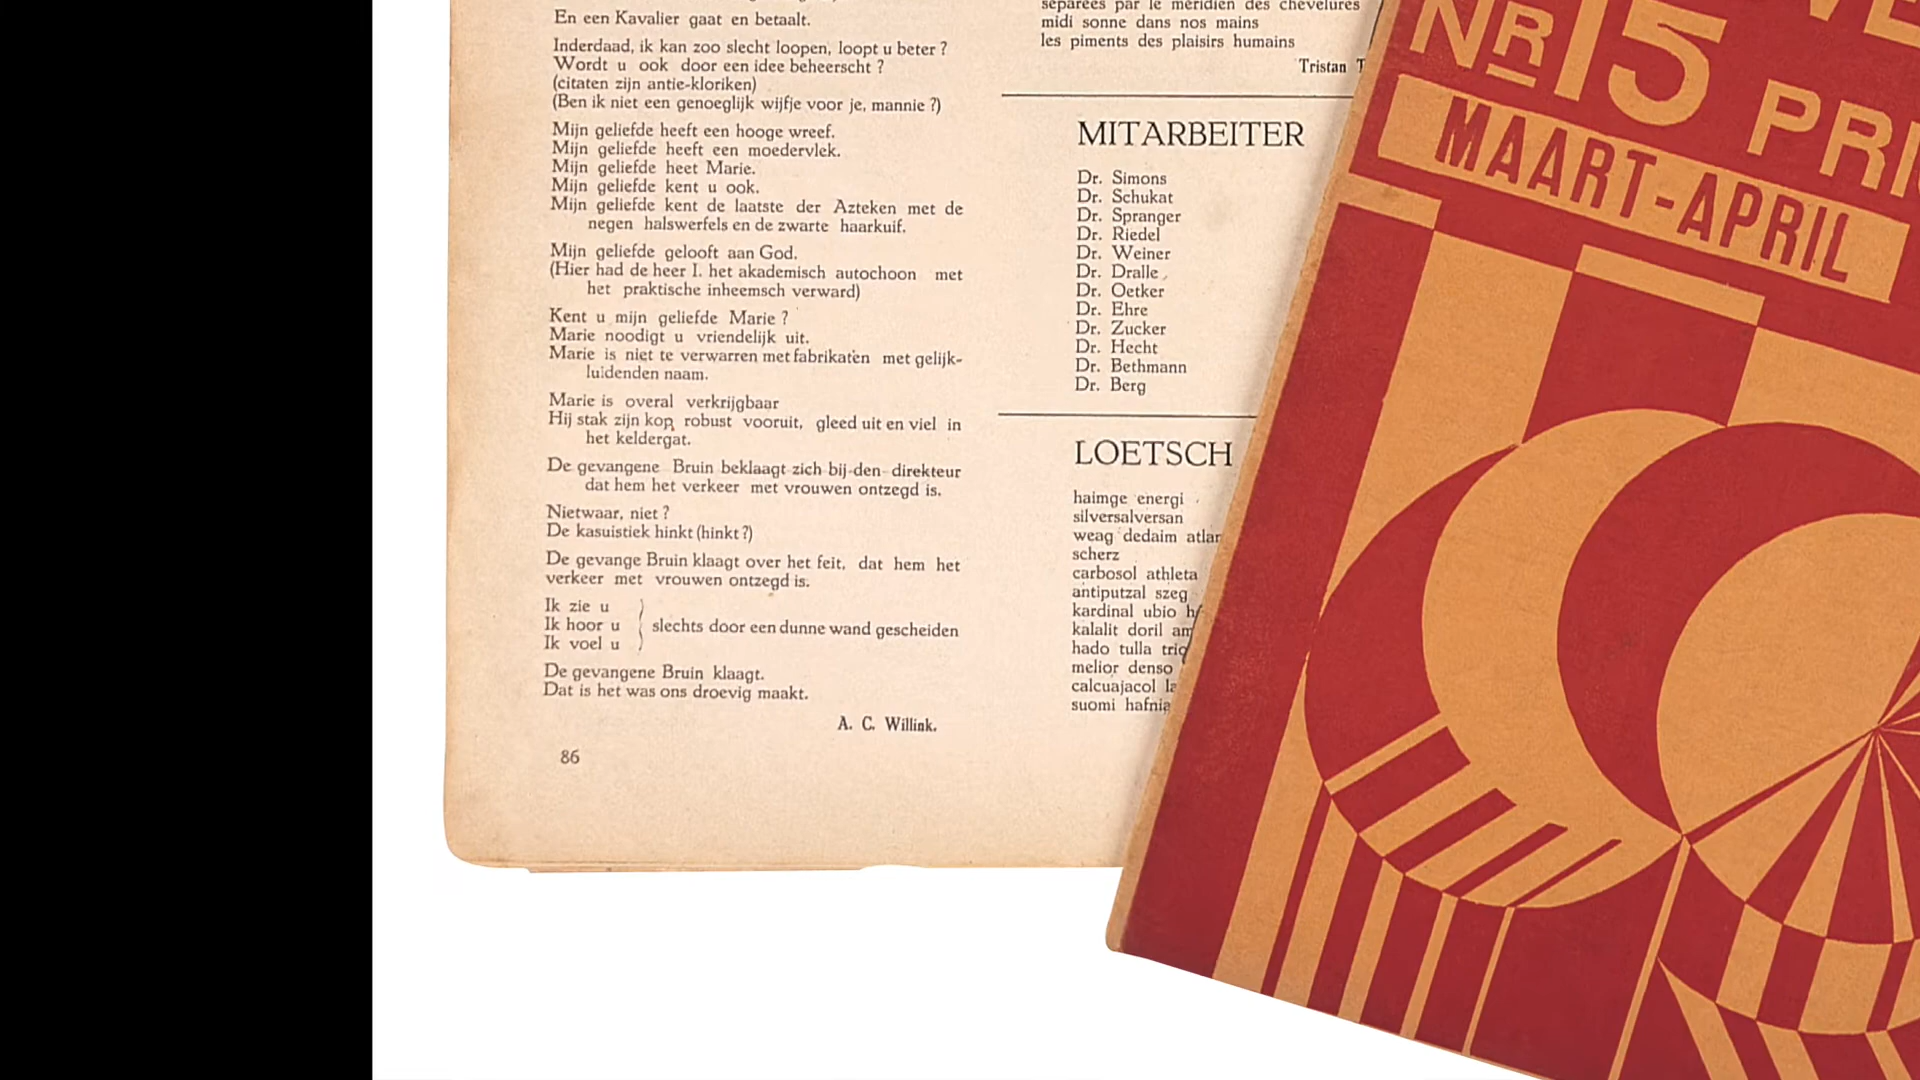 En een Kavalier gaat en betaalt.
Inderdaad, ik kan zoo slecht loopen, loopt u beter ?
Wordt u ook door een idee beheerscht ?
(citaten zijn antie-kloriken)
(Ben ik niet een genoeglijk wijfje voor je, mannie ?)
Mijn geliefde heeft een hooge wreef.
Mijn geliefde heeft een moedervlek.
Mijn geliefde heet Marie.
Mijn geliefde kent u ook.
Mijn geliefde kent de laatste der Azteken met de
negen halswerfels en de zwarte haarkuif.
Mijn geliefde gelooft aan God.
(Hier had de heer I. het akademisch autochoon met
het praktische inheemsch verward)
Kent u mijn geliefde Marie ?
Marie noodigt u vriendelijk uit.
Marie is niet te verwarren met fabrikaten met gelijk-
luidenden naam.
Marie is overal verkrijgbaar
Hij stak zijn kop robust vooruit, gleed uit en viel in
het keldergat.
De gevangene Bruin beklaagt zich bij den direkteur
dat hem het verkeer met vrouwen ontzegd is.
Nietwaar, niet ?
De kasuistiek hinkt (hinkt ?)
De gevange Bruin klaagt over het feit, dat hem het
verkeer met vrouwen ontzegd is.
Ik zie u
Ik hoor u
Ik voel u
slechts door een dunne wand gescheiden
De gevangene Bruin klaagt.
Dat is het was ons droevig maakt.
A. C. Willink.
86
séparées par le méridien des chevelures
midi sonne dans nos mains
les piments des plaisirs humains
Tristan T
MITARBEITER
Dr. Simons
Dr. Schukat
Dr. Spranger
Dr. Riedel
Dr. Weiner
Dr. Dralle
Dr. Oetker
Dr. Ehre
Dr. Zucker
Dr. Hecht
Dr. Bethmann
Dr. Berg
LOETSCH
haimge energi
silversalversan
weag dedaim atlan
scherz
carbosol athleta
antiputzal szeg
kardinal ubio
kalalit doril
hado tulla
melior denso
calcuajacol
suomi hafnia
NR 15 PRI
MAART-APRIL